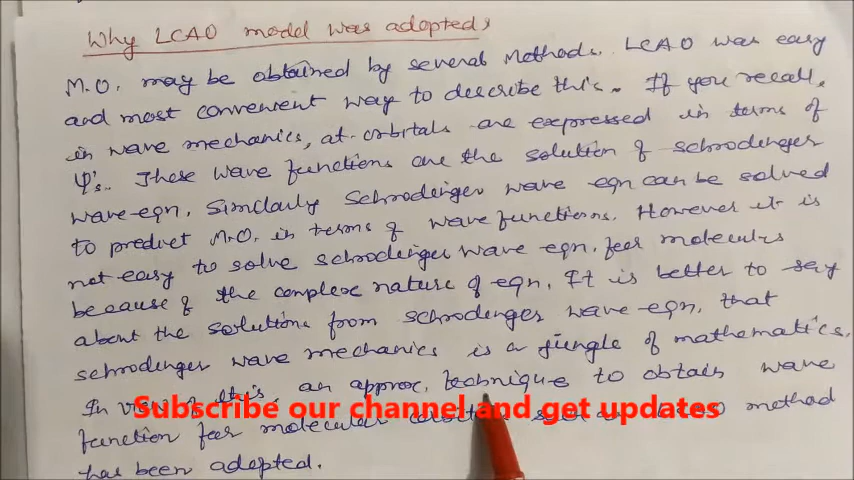 Why LCAO model was adopted?
M.O. may be obtained by several Methods. LCAO was easy
and most convenient way to describe this. If you recall,
in wave mechanics, at. orbitals are expressed in terms of
Ψ's. These wave functions are the solution of schrodenger
wave-eqn. Similarly Schrodenger wave eqn can be solved
to predict M.O. in terms of wave functions. However it is
not easy to solve schrodenger wave eqn. for molecules
because of the complex nature of eqn. It is better to say
about the solutions from schrodenger wave-eqn. that
schrodenger wave mechanics is a jungle of mathematics.
In view of this, an approx. technique to obtain wave
Subscribe our channel and get updates
function for molecular method
has been adopted.